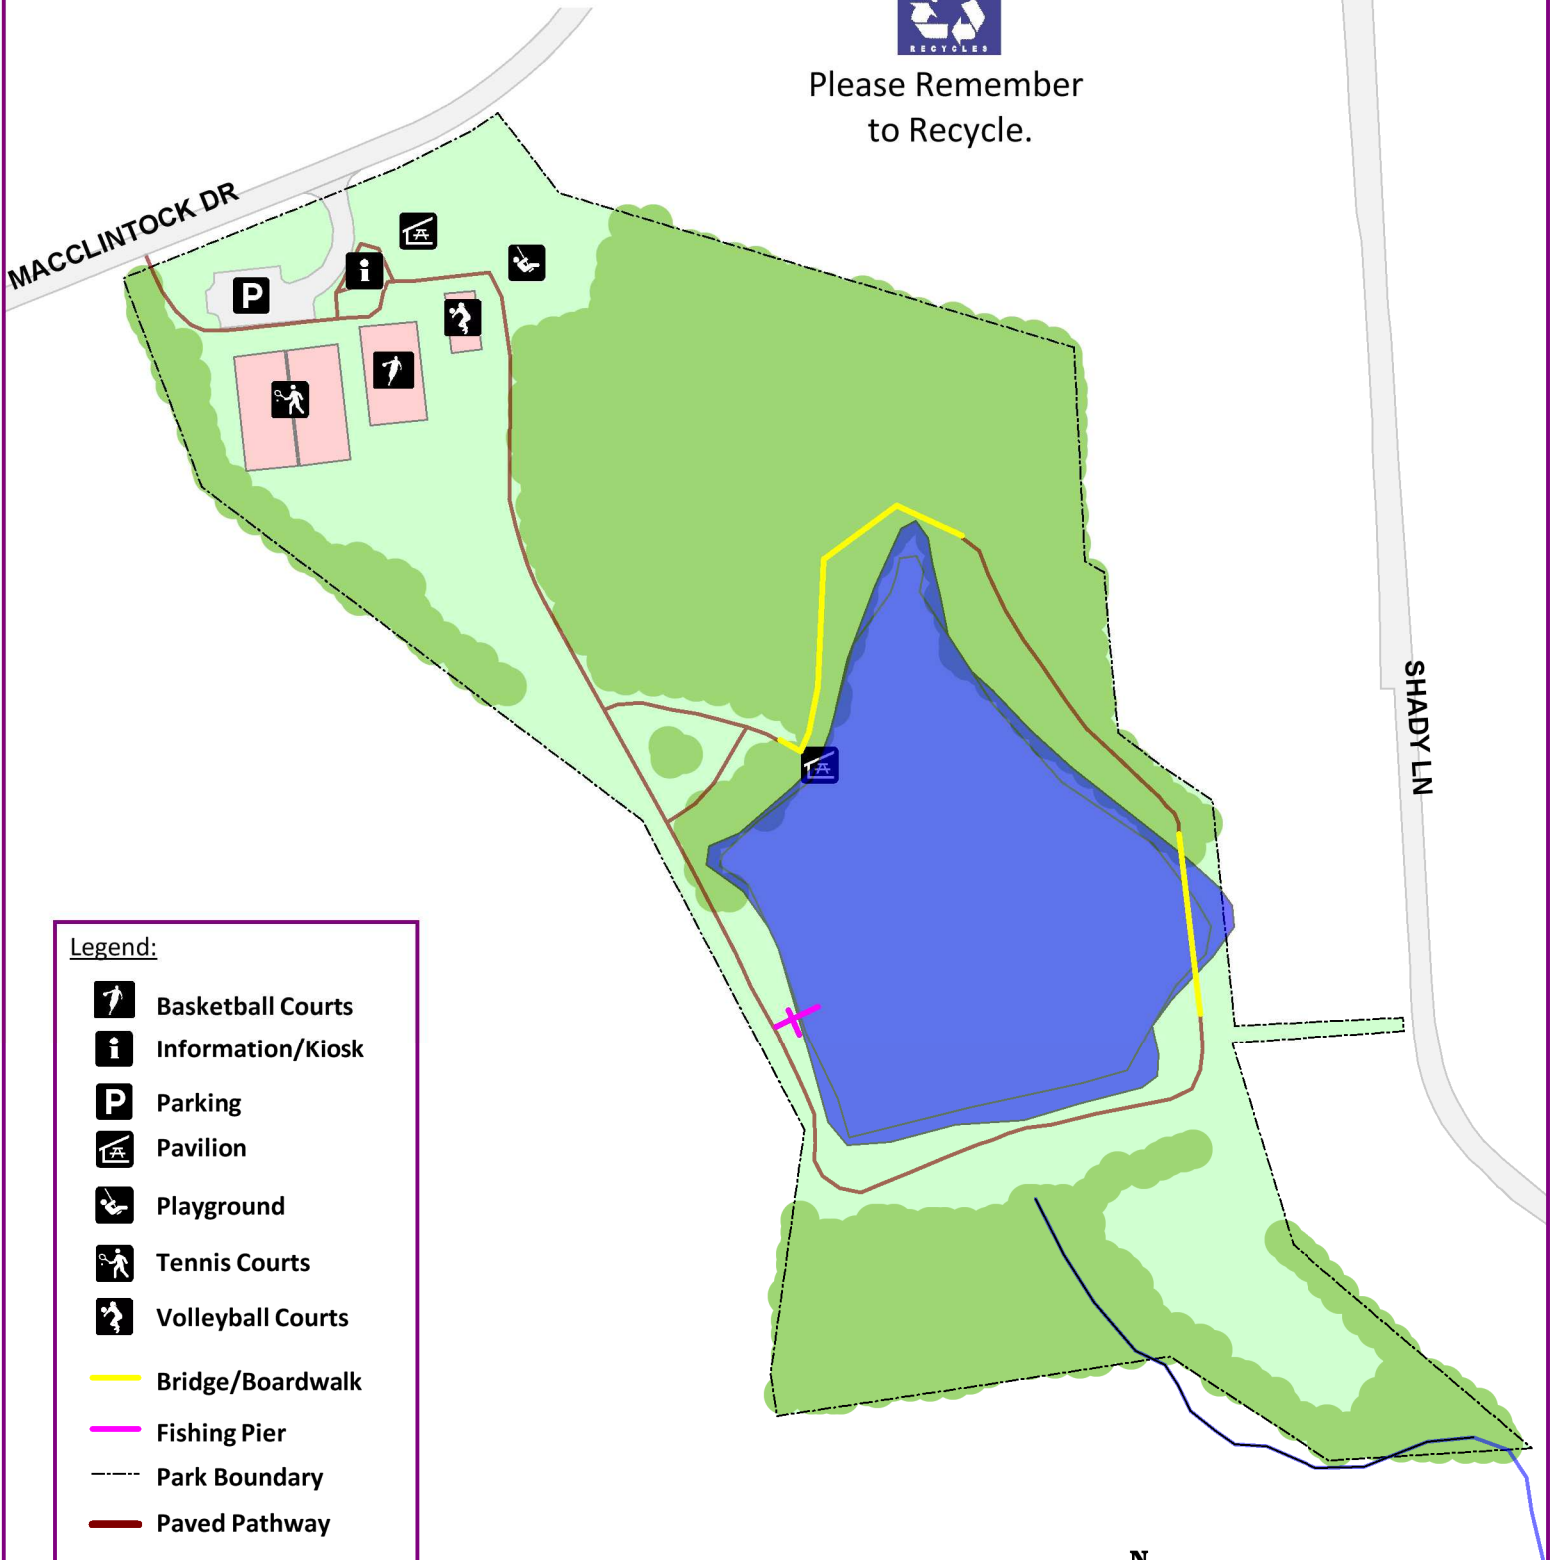 RECYCLES
Please Remember
to Recycle.
MACCLINTOCK DR
i
P
SHADY LN
Legend:
Basketball Courts
i Information/Kiosk
P Parking
Pavilion
Playground
Tennis Courts
Volleyball Courts
Bridge/Boardwalk
Fishing Pier
Park Boundary
Paved Pathway
N